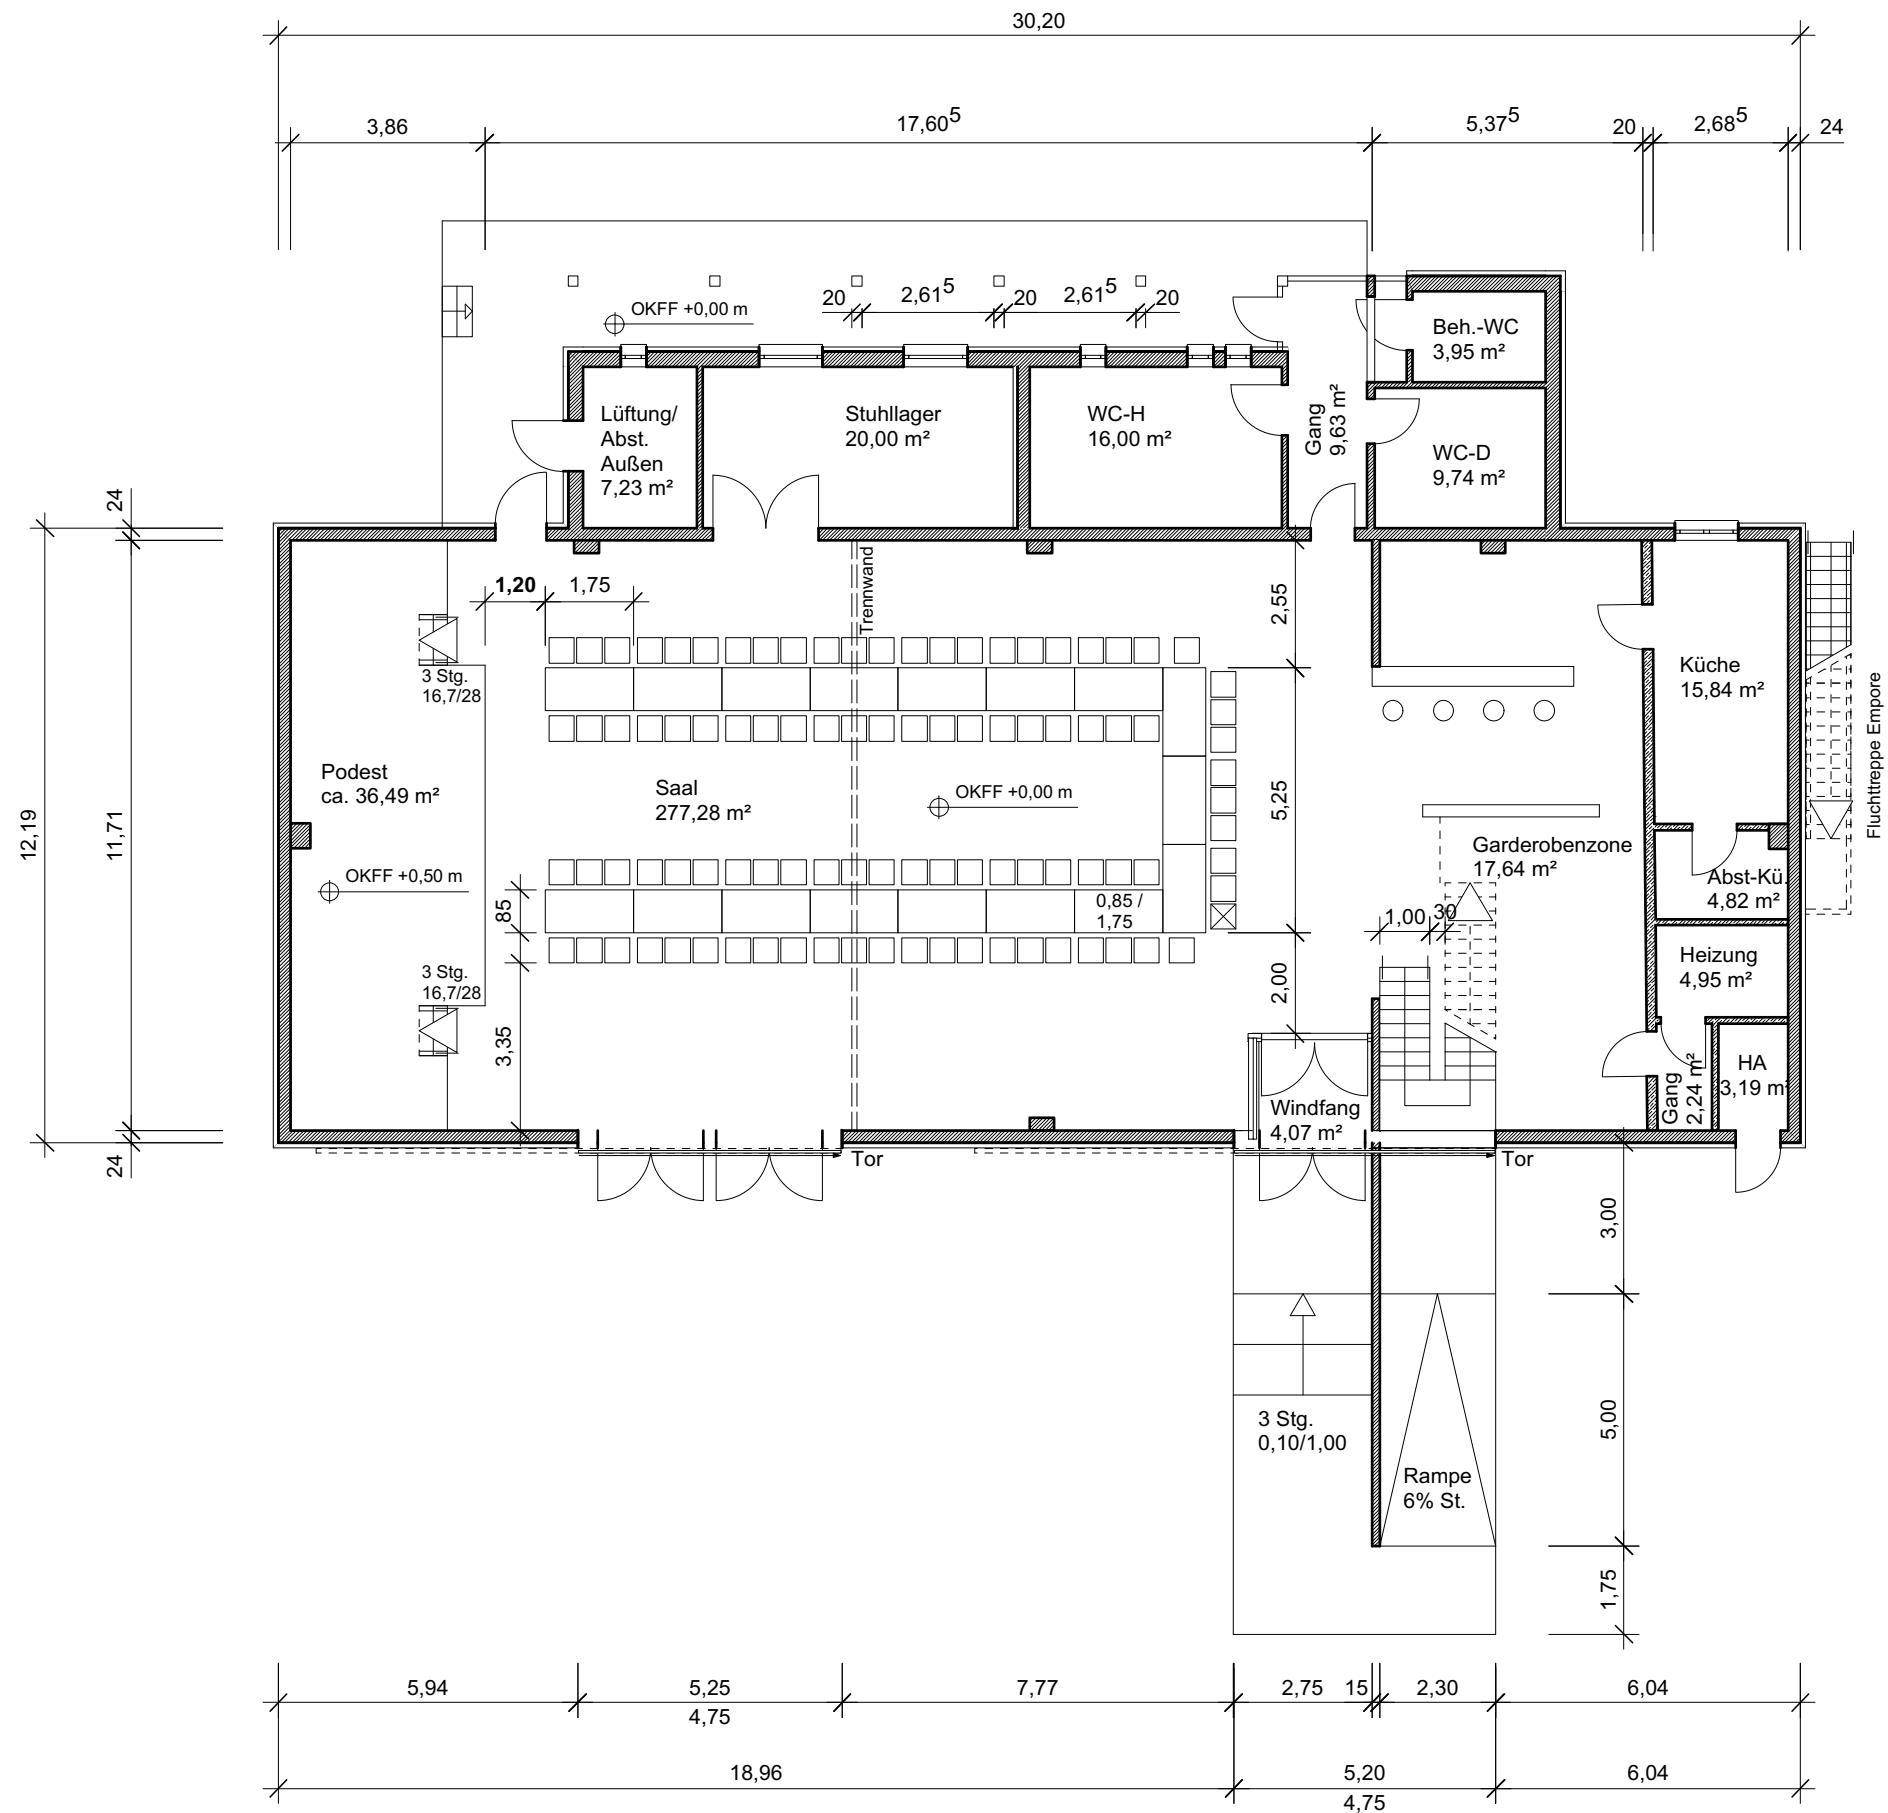 30,20
3,86
17,60⁵
5,37⁵
20
2,68⁵
24
OKFF +0,00 m
20
2,61⁵
20
2,61⁵
20
Beh.-WC
3,95 m²
Lüftung/
Abst.
Außen
7,23 m²
Stuhllager
20,00 m²
WC-H
16,00 m²
Gang
9,63 m²
WC-D
9,74 m²
24
12,19
11,71
24
1,20
1,75
Trennwand
2,55
3 Stg.
16,7/28
Podest
ca. 36,49 m²
OKFF +0,50 m
Saal
277,28 m²
OKFF +0,00 m
5,25
Küche
15,84 m²
Fluchttreppe Empore
Garderobenzone
17,64 m²
Abst-Kü.
4,82 m²
85
0,85 /
1,75
1,00
30
Heizung
4,95 m²
3 Stg.
16,7/28
3,35
2,00
Gang
2,24 m²
HA
3,19 m²
Windfang
4,07 m²
Tor
Tor
3,00
5,00
1,75
3 Stg.
0,10/1,00
Rampe
6% St.
5,94
5,25
4,75
7,77
2,75
15
2,30
6,04
18,96
5,20
4,75
6,04